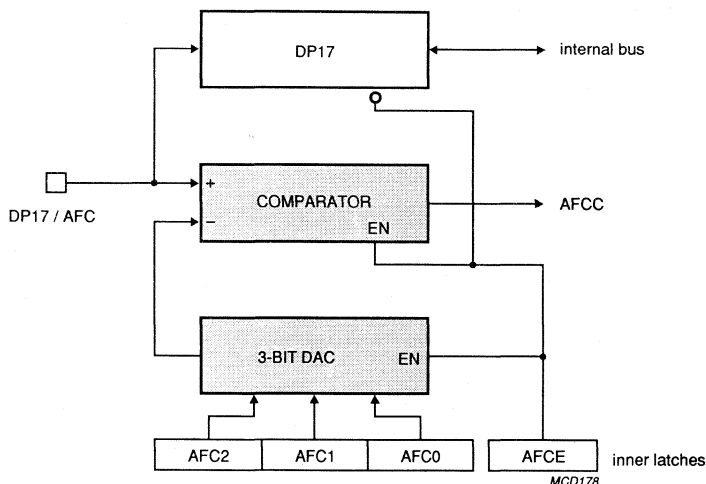 DP17
internal bus
+
COMPARATOR
AFCC
DP17 / AFC
−
EN
3-BIT DAC
EN
AFC2
AFC1
AFC0
AFCE
inner latches
MCD178